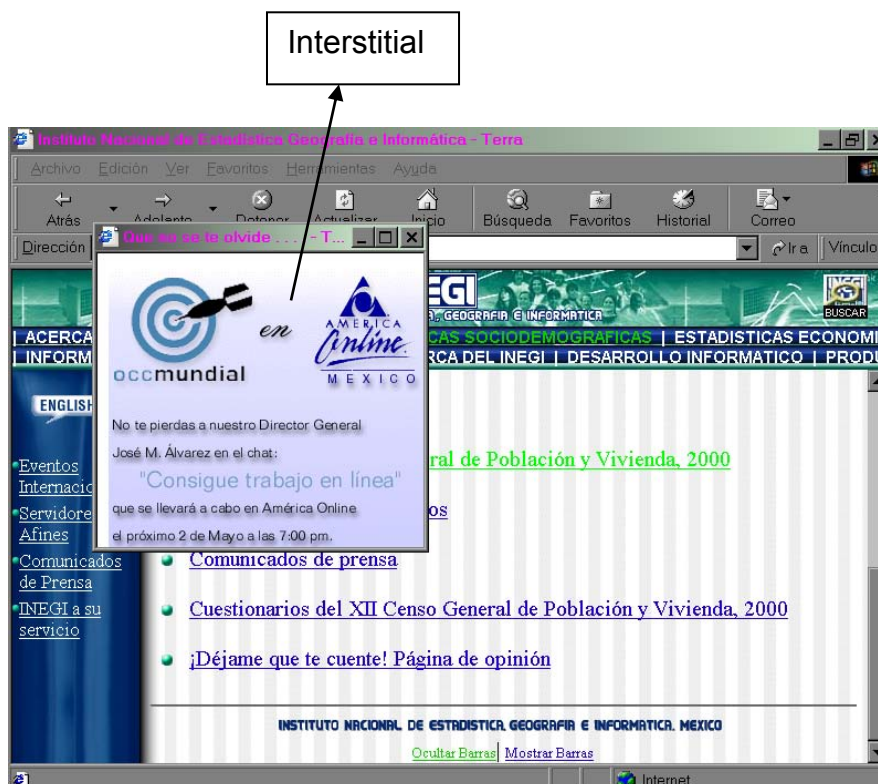 Interstitial
Instituto Nacional de Estadística Geografía e Informática - Terra
Archivo Edición Ver Favoritos Herramientas Ayuda
Atrás Adelante Detener Actualizar Inicio Búsqueda Favoritos Historial Correo
Dirección Ir a Vínculo
Que no se te olvide . . . . - T...
occmundial
en
AMERICA
Online
MEXICO
No te pierdas a nuestro Director General
José M. Álvarez en el chat:
"Consigue trabajo en línea"
que se llevará a cabo en América Online
el próximo 2 de Mayo a las 7:00 pm.
EGI
, GEOGRAFIA E INFORMATICA
INEGI
BUSCAR
| ACERCA CAS SOCIODEMOGRAFICAS | ESTADISTICAS ECONOMI
| INFORM RCA DEL INEGI | DESARROLLO INFORMATICO | PRODU
ENGLISH
Eventos
Internacio
Servidore
Afines
Comunicados
de Prensa
INEGI a su
servicio
ral de Población y Vivienda, 2000
os
Comunicados de prensa
Cuestionarios del XII Censo General de Población y Vivienda, 2000
¡Déjame que te cuente! Página de opinión
INSTITUTO NACIONAL DE ESTADISTICA, GEOGRAFIA E INFORMATICA. MEXICO
Ocultar Barras| Mostrar Barras
Internet